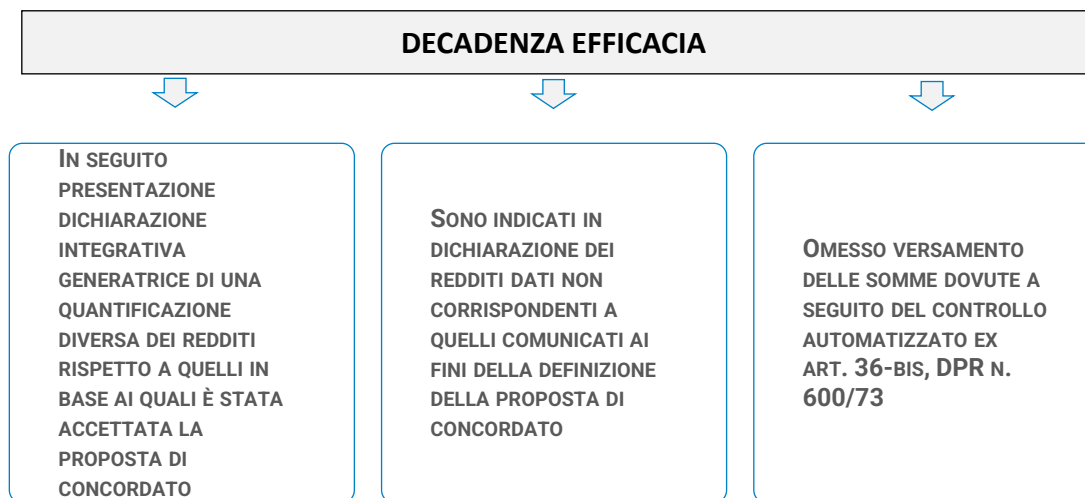 DECADENZA EFFICACIA
IN SEGUITO
PRESENTAZIONE
DICHIARAZIONE
INTEGRATIVA
GENERATRICE DI UNA
QUANTIFICAZIONE
DIVERSA DEI REDDITI
RISPETTO A QUELLI IN
BASE AI QUALI È STATA
ACCETTATA LA
PROPOSTA DI
CONCORDATO
SONO INDICATI IN
DICHIARAZIONE DEI
REDDITI DATI NON
CORRISPONDENTI A
QUELLI COMUNICATI AI
FINI DELLA DEFINIZIONE
DELLA PROPOSTA DI
CONCORDATO
OMESSO VERSAMENTO
DELLE SOMME DOVUTE A
SEGUITO DEL CONTROLLO
AUTOMATIZZATO EX
ART. 36-BIS, DPR N.
600/73